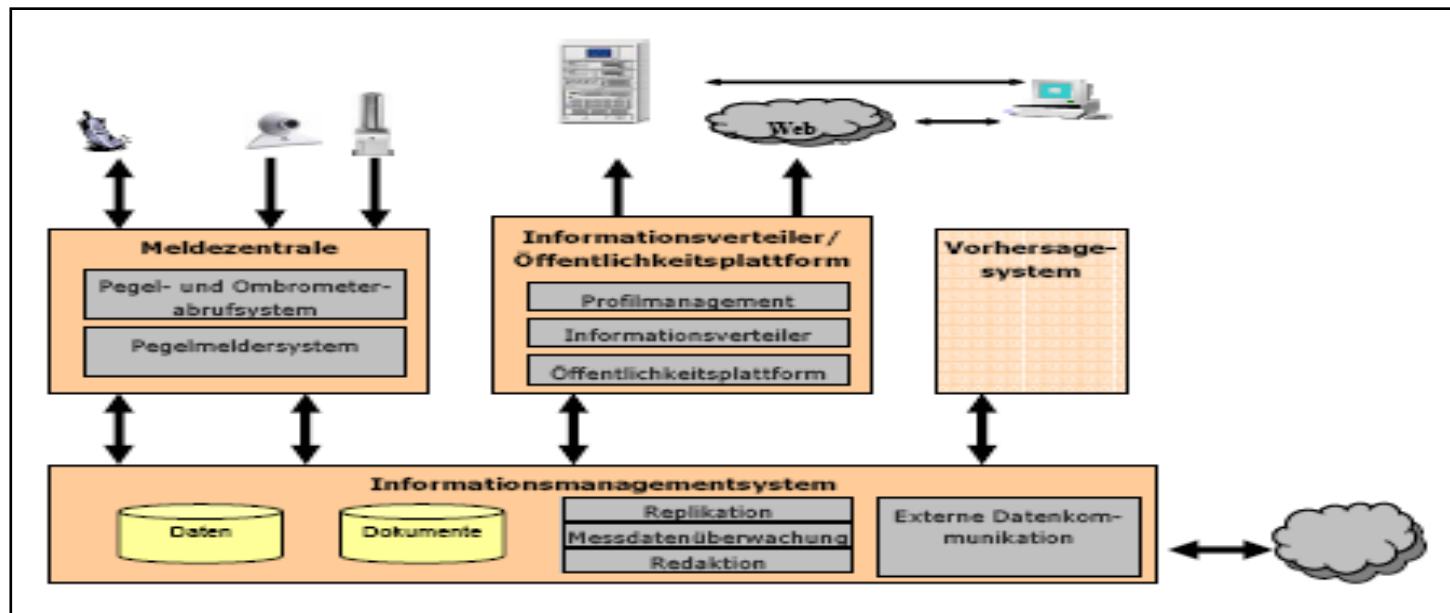 Web
Meldezentrale
Pegel- und Ombrometer-
abrufsystem
Pegelmeldersystem
Informationsverteiler/
Öffentlichkeitsplattform
Profilmanagement
Informationsverteiler
Öffentlichkeitsplattform
Vorhersage-
system
Informationsmanagementsystem
Daten
Dokumente
Replikation
Messdatenüberwachung
Redaktion
Externe Datenkom-
munikation